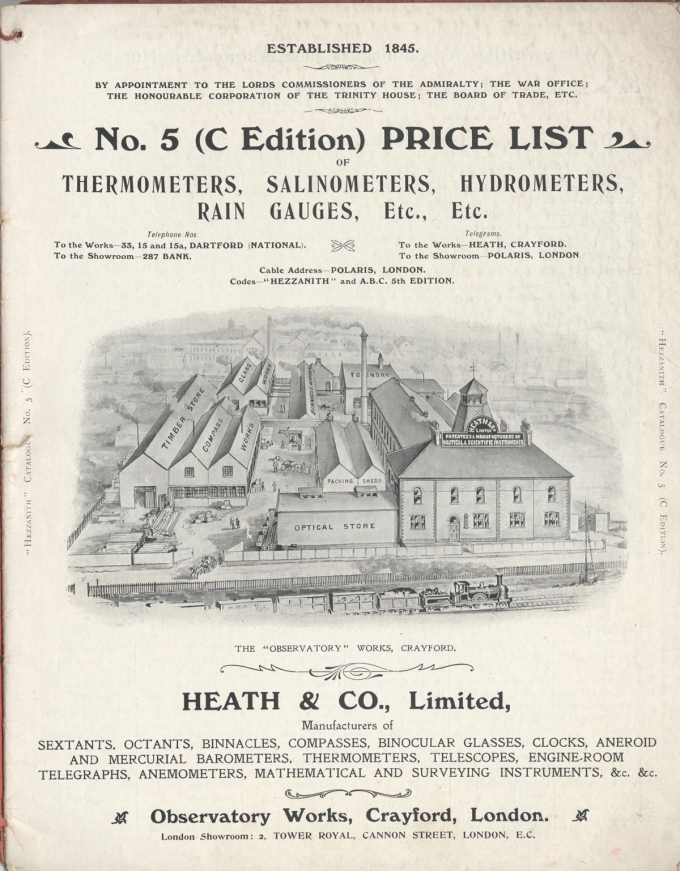 ESTABLISHED 1845.
BY APPOINTMENT TO THE LORDS COMMISSIONERS OF THE ADMIRALTY; THE WAR OFFICE;
THE HONOURABLE CORPORATION OF THE TRINITY HOUSE; THE BOARD OF TRADE, ETC.
No. 5 (C Edition) PRICE LIST
OF
THERMOMETERS, SALINOMETERS, HYDROMETERS,
RAIN GAUGES, Etc., Etc.
Telephone Nos.
To the Works—33, 15 and 15a, DARTFORD (NATIONAL).
To the Showroom—287 BANK.
Telegrams.
To the Works—HEATH, CRAYFORD.
To the Showroom—POLARIS, LONDON
Cable Address—POLARIS, LONDON.
Codes—"HEZZANITH" and A.B.C. 5th EDITION.
"Hezzanith" Catalogue No. 5 (C Edition).
"Hezzanith" Catalogue No. 5 (C Edition).
TIMBER STORE
GLASS WORKS
COMPASS WORKS
FOUNDRY
PACKING SHEDS
OPTICAL STORE
HEATH & CO
LIMITED
PATENTEES & MANUFACTURERS OF
NAUTICAL & SCIENTIFIC INSTRUMENTS
THE "OBSERVATORY" WORKS, CRAYFORD.
HEATH & CO., Limited,
Manufacturers of
SEXTANTS, OCTANTS, BINNACLES, COMPASSES, BINOCULAR GLASSES, CLOCKS, ANEROID
AND MERCURIAL BAROMETERS, THERMOMETERS, TELESCOPES, ENGINE-ROOM
TELEGRAPHS, ANEMOMETERS, MATHEMATICAL AND SURVEYING INSTRUMENTS, &c. &c.
Observatory Works, Crayford, London.
London Showroom: 2, TOWER ROYAL, CANNON STREET, LONDON, E.C.